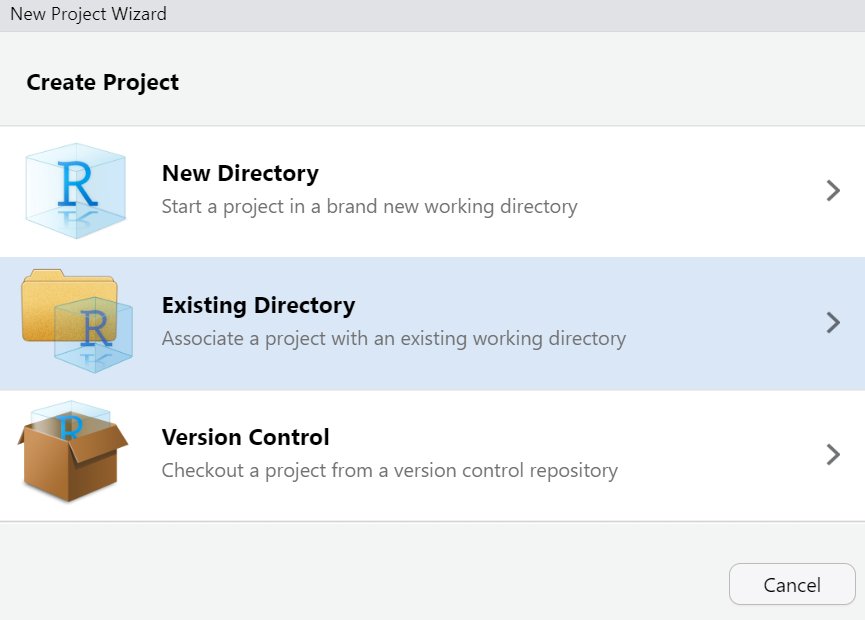 New Project Wizard
Create Project
R
New Directory
Start a project in a brand new working directory
R
Existing Directory
Associate a project with an existing working directory
R
Version Control
Checkout a project from a version control repository
Cancel